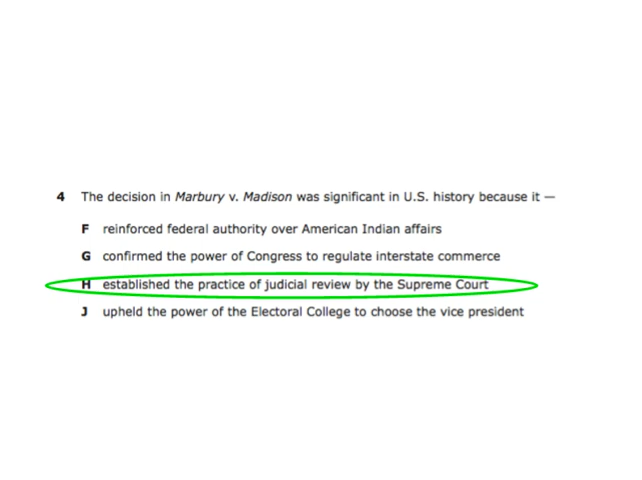 4 The decision in Marbury v. Madison was significant in U.S. history because it —
F reinforced federal authority over American Indian affairs
G confirmed the power of Congress to regulate interstate commerce
H established the practice of judicial review by the Supreme Court
J upheld the power of the Electoral College to choose the vice president